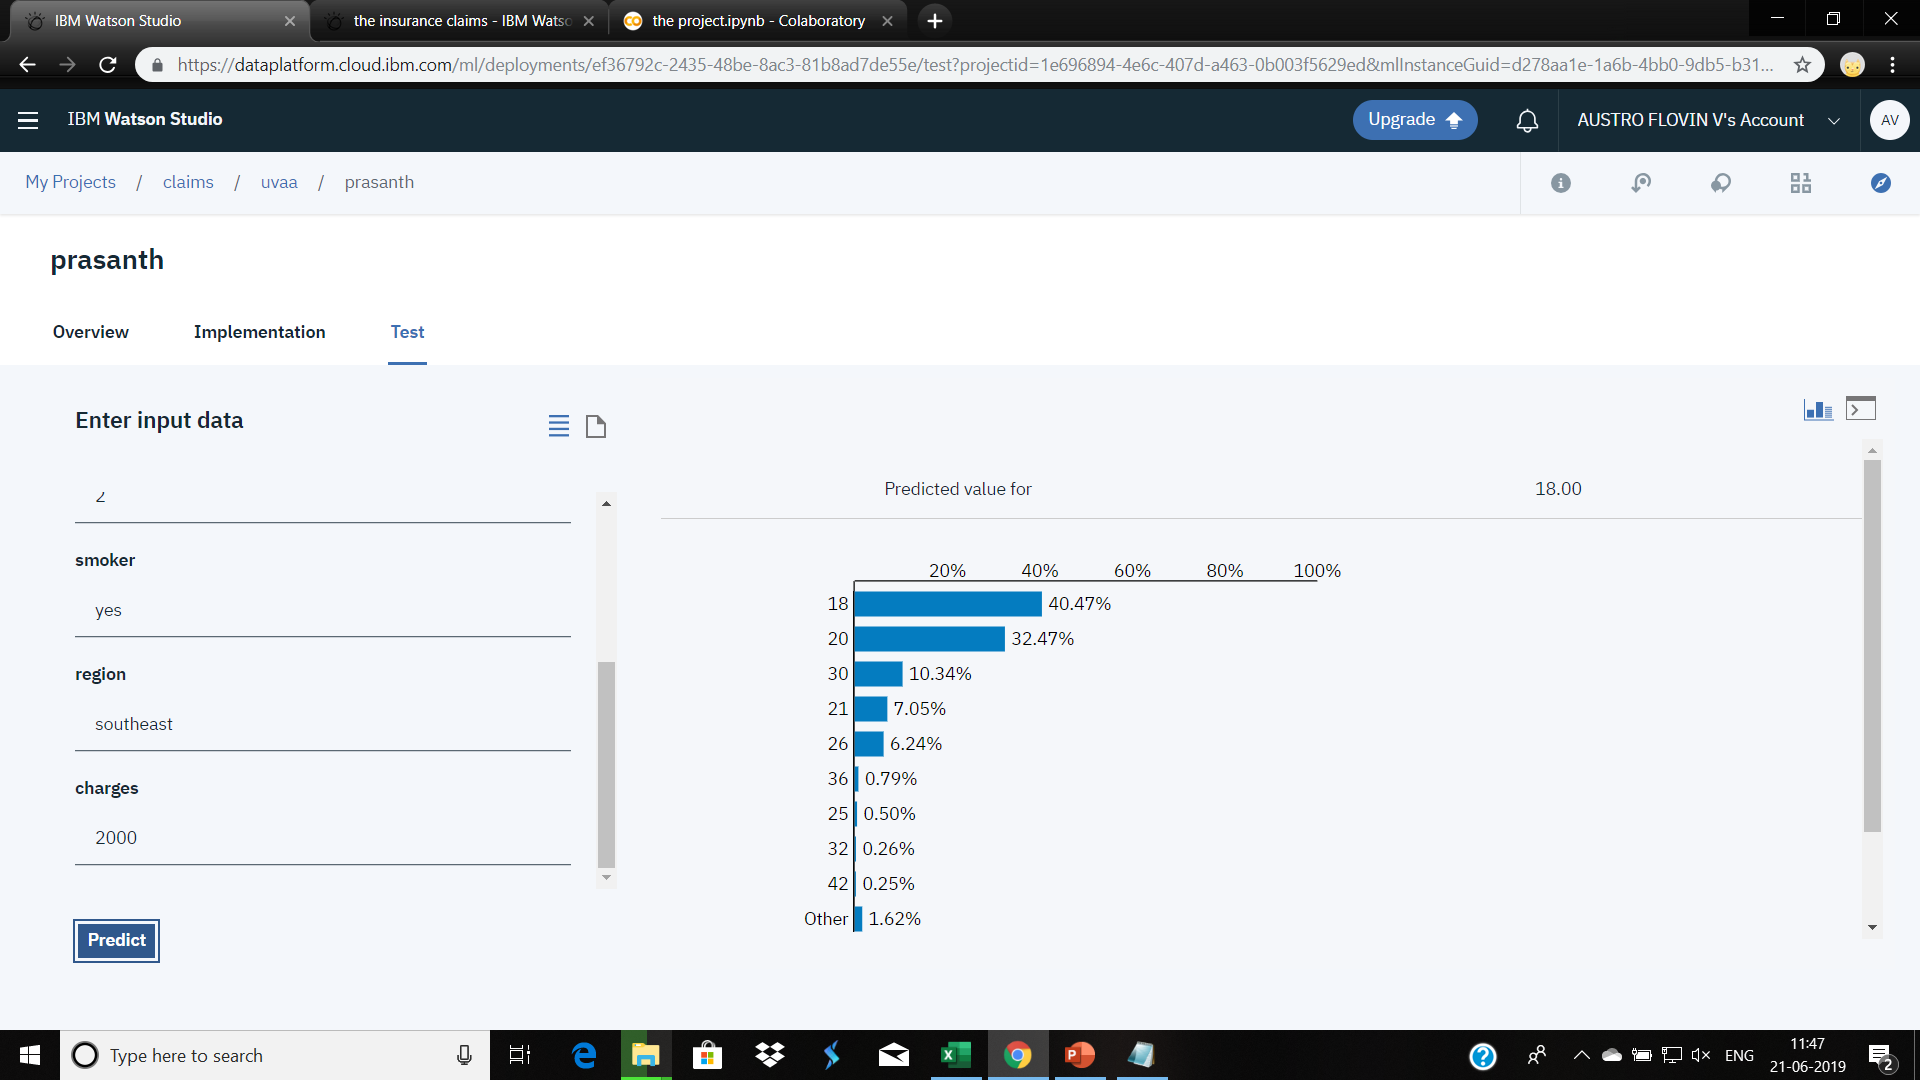 IBM Watson Studio
the insurance claims - IBM Watso
the project.ipynb - Colaboratory
https://dataplatform.cloud.ibm.com/ml/deployments/ef36792c-2435-48be-8ac3-81b8ad7de55e/test?projectid=1e696894-4e6c-407d-a463-0b003f5629ed&mlInstanceGuid=d278aa1e-1a6b-4bb0-9db5-b31...
IBM Watson Studio
Upgrade
AUSTRO FLOVIN V's Account
AV
My Projects / claims / uvaa / prasanth
prasanth
Overview
Implementation
Test
Enter input data
2
smoker
yes
region
southeast
charges
2000
Predict
Predicted value for
18.00
20% 40% 60% 80% 100%
18 40.47%
20 32.47%
30 10.34%
21 7.05%
26 6.24%
36 0.79%
25 0.50%
32 0.26%
42 0.25%
Other 1.62%
Type here to search
ENG
11:47
21-06-2019
2